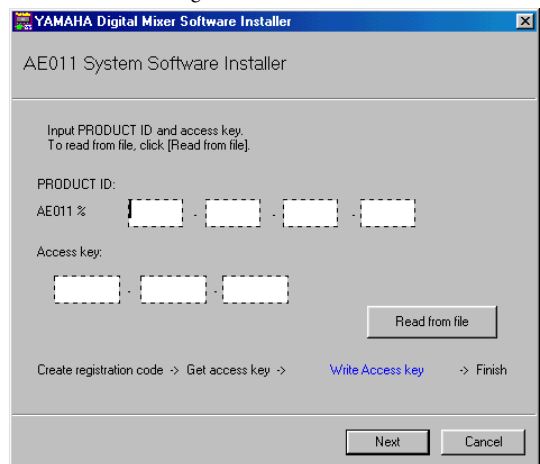 YAMAHA Digital Mixer Software Installer
AE011 System Software Installer
Input PRODUCT ID and access key.
To read from file, click [Read from file].
PRODUCT ID:
AE011 % - - -
Access key:
- -
Read from file
Create registration code -> Get access key -> Write Access key -> Finish
Next Cancel